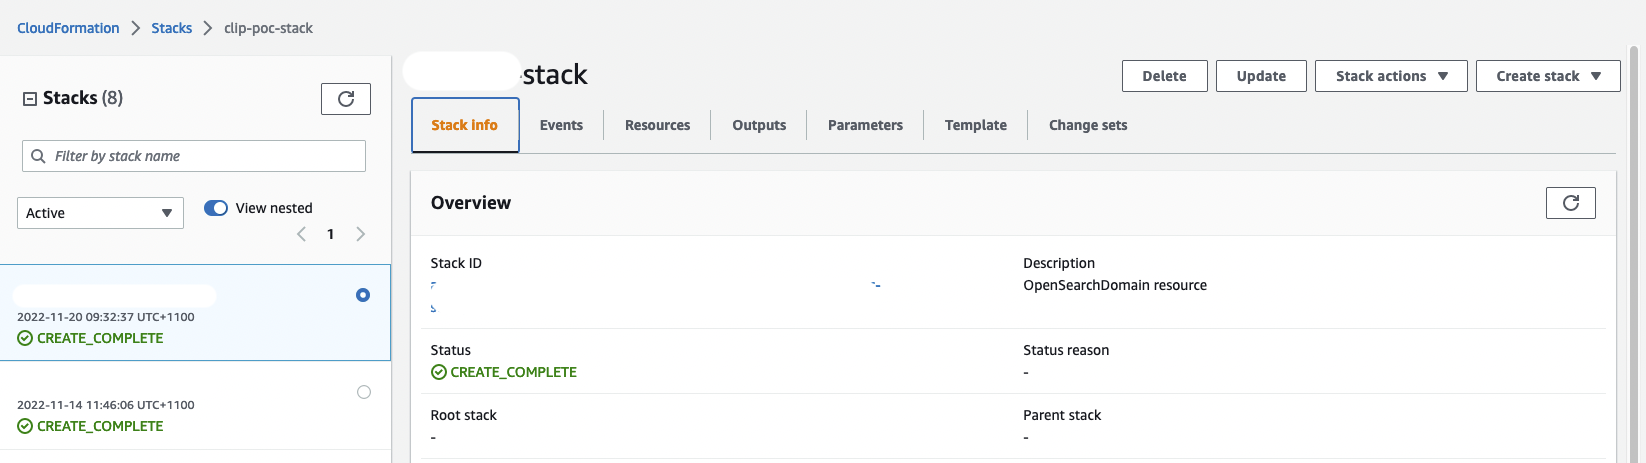 CloudFormation > Stacks > clip-poc-stack
Stacks (8)
Filter by stack name
Active
View nested
1
2022-11-20 09:32:37 UTC+1100
CREATE_COMPLETE
2022-11-14 11:46:06 UTC+1100
CREATE_COMPLETE
-stack
Delete
Update
Stack actions
Create stack
Stack info
Events
Resources
Outputs
Parameters
Template
Change sets
Overview
Stack ID
Description
OpenSearchDomain resource
Status
CREATE_COMPLETE
Status reason
-
Root stack
-
Parent stack
-